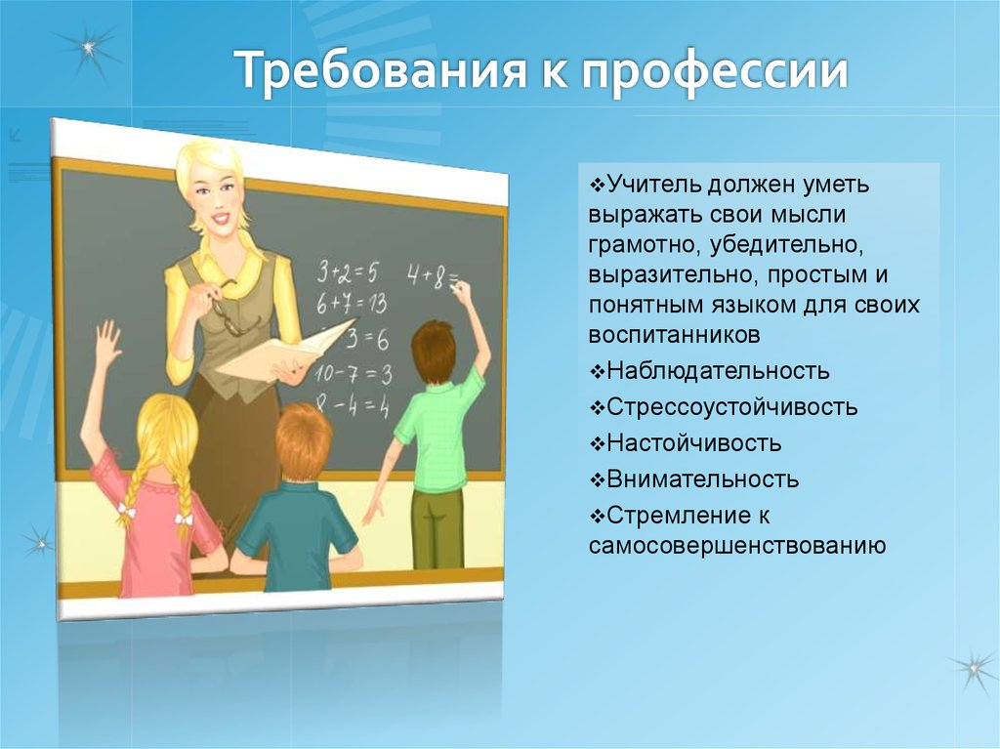 Требования к профессии
3+2=5
4+8=
6+7=13
3=6
10-7=3
8-4=4
❖Учитель должен уметь
выражать свои мысли
грамотно, убедительно,
выразительно, простым и
понятным языком для своих
воспитанников
❖Наблюдательность
❖Стрессоустойчивость
❖Настойчивость
❖Внимательность
❖Стремление к
самосовершенствованию